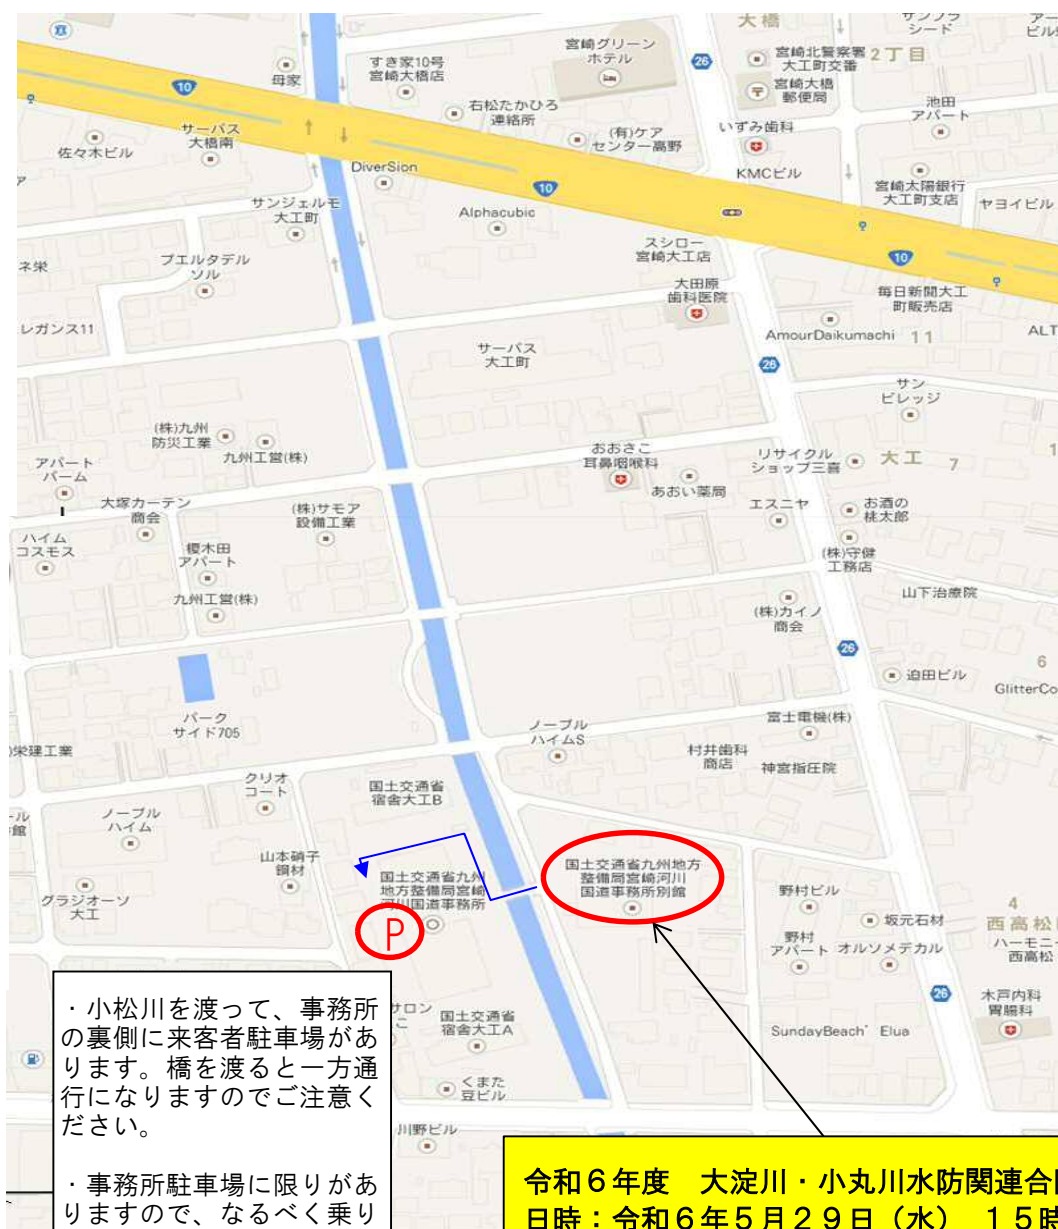 大橋
サンプラ
シード
母家
すき家10号
宮崎大橋店
宮崎グリーン
ホテル
26
宮崎北警察署
大工町交番
2丁目
10
右松たかひろ
連絡所
宮崎大橋
郵便局
池田
アパート
佐々木ビル
サーパス
大橋南
(有)ケア
センター高野
いずみ歯科
KMCビル
DiverSion
10
宮崎太陽銀行
大工町支店
ヤヨイビル
サンジェルモ
大工町
Alphacubic
スシロー
宮崎大工店
10
ネ栄
プエルタデル
ソル
大田原
歯科医院
毎日新聞大工
町販売店
レガンス11
AmourDaikumachi
11
ALT
サーパス
大工町
26
サン
ビレッジ
(株)九州
防災工業
九州工営(株)
おおさこ
耳鼻咽喉科
リサイクル
ショップ三喜
大工
7
アパート
パーム
あおい薬局
大塚カーテン
商会
(株)サモア
設備工業
エスニヤ
お酒の
桃太郎
ハイム
コスモス
榎木田
アパート
(株)守健
工務店
九州工営(株)
山下治療院
(株)カイノ
商会
26
6
迫田ビル
GlitterCo
パーク
サイド705
ノーブル
ハイムS
富士電機(株)
栄建工業
村井歯科
商店
神宮指圧院
クリオ
コート
国土交通省
宿舎大工B
ノーブル
ハイム
山本硝子
鋼材
国土交通省九州
地方整備局宮崎
河川国道事務所
国土交通省九州地方
整備局宮崎河川
国道事務所別館
野村ビル
グラジオーソ
大工
P
坂元石材
4
西高松
野村
アパート
オルソメデカル
ハーモニー
西高松
26
木戸内科
胃腸科
サロン
国土交通省
宿舎大工A
SundayBeach' Elua
くまた
豆ビル
川野ビル
・小松川を渡って、事務所
の裏側に来客者駐車場があ
ります。橋を渡ると一方通
行になりますのでご注意く
ださい。
・事務所駐車場に限りがあ
りますので、なるべく乗り
令和６年度　大淀川・小丸川水防関連合
日時：令和６年５月２９日（水）　１５時